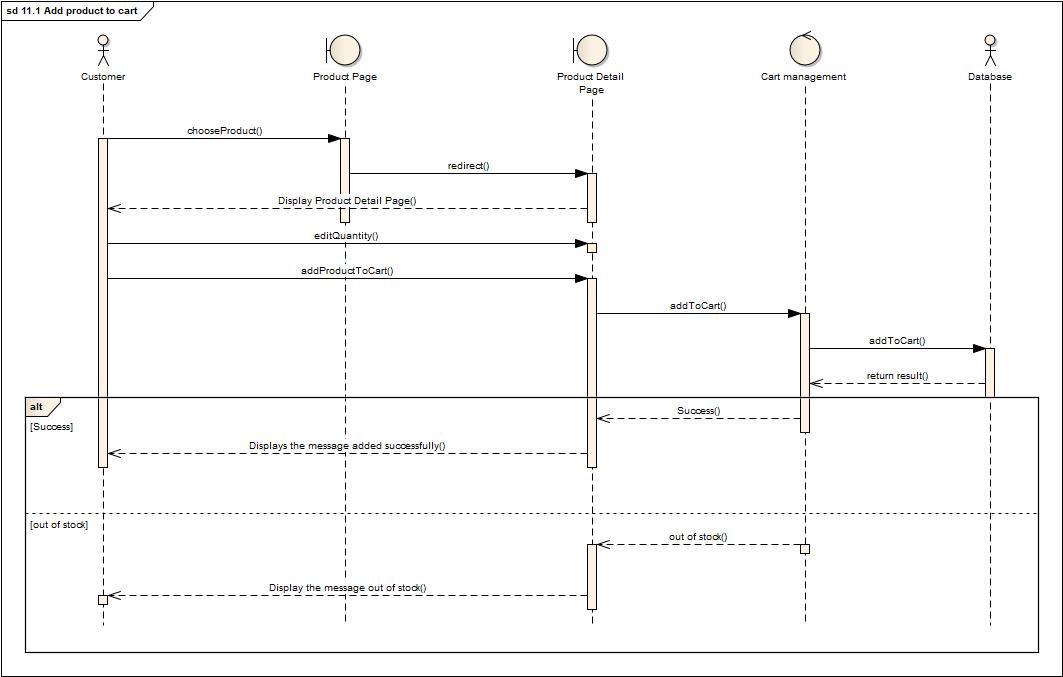 sd 11.1 Add product to cart
Customer
Product Page
Product Detail
Page
Cart management
Database
chooseProduct()
redirect()
Display Product Detail Page()
editQuantity()
addProductToCart()
addToCart()
addToCart()
return result()
alt
Success()
[Success]
Displays the message added successfully()
[out of stock]
out of stock()
Display the message out of stock()